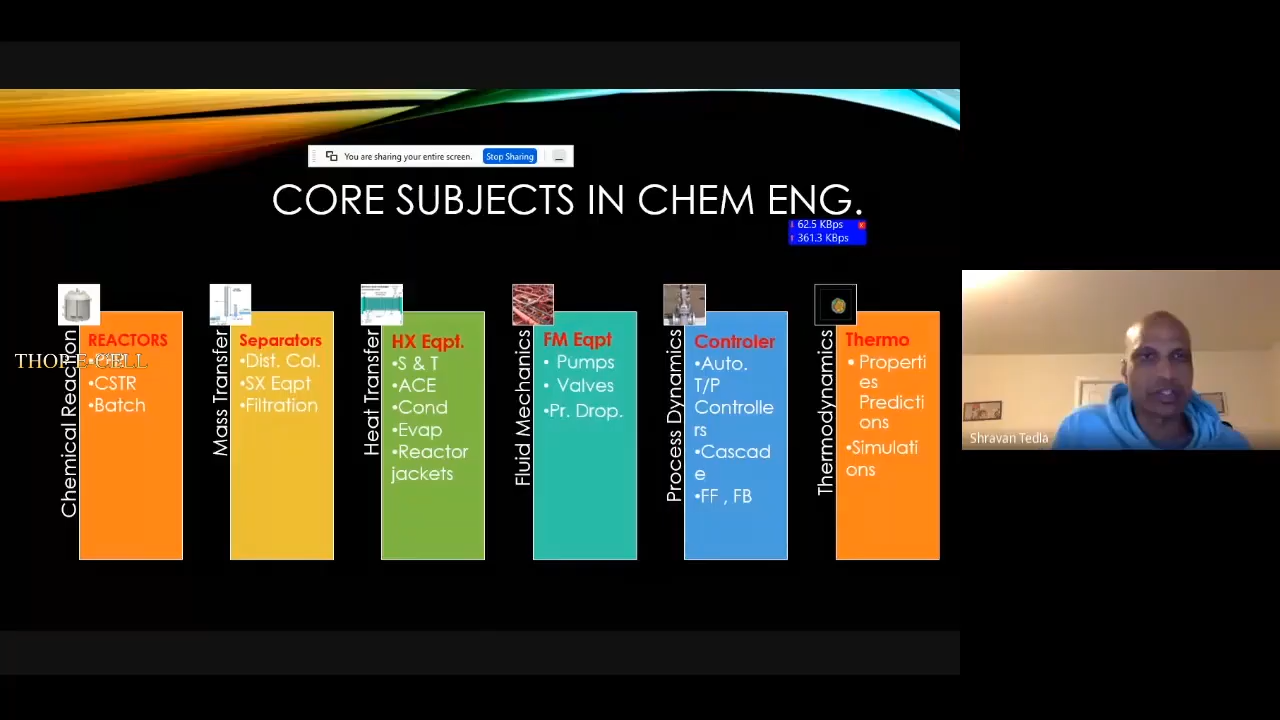 You are sharing your entire screen.
Stop Sharing
CORE SUBJECTS IN CHEM ENG.
62.5 KBps
361.3 KBps
Chemical Reaction
REACTORS
THOR E-CELL
•CSTR
•Batch
Mass Transfer
Separators
•Dist. Col.
•SX Eqpt
•Filtration
Heat Transfer
HX Eqpt.
•S & T
•ACE
•Cond
•Evap
•Reactor
jackets
Fluid Mechanics
FM Eqpt
• Pumps
• Valves
•Pr. Drop.
Process Dynamics
Controler
•Auto.
T/P
Controlle
rs
•Cascad
e
•FF , FB
Thermodynamics
Thermo
• Properti
es
Predicti
ons
•Simulati
ons
Shravan Tedla